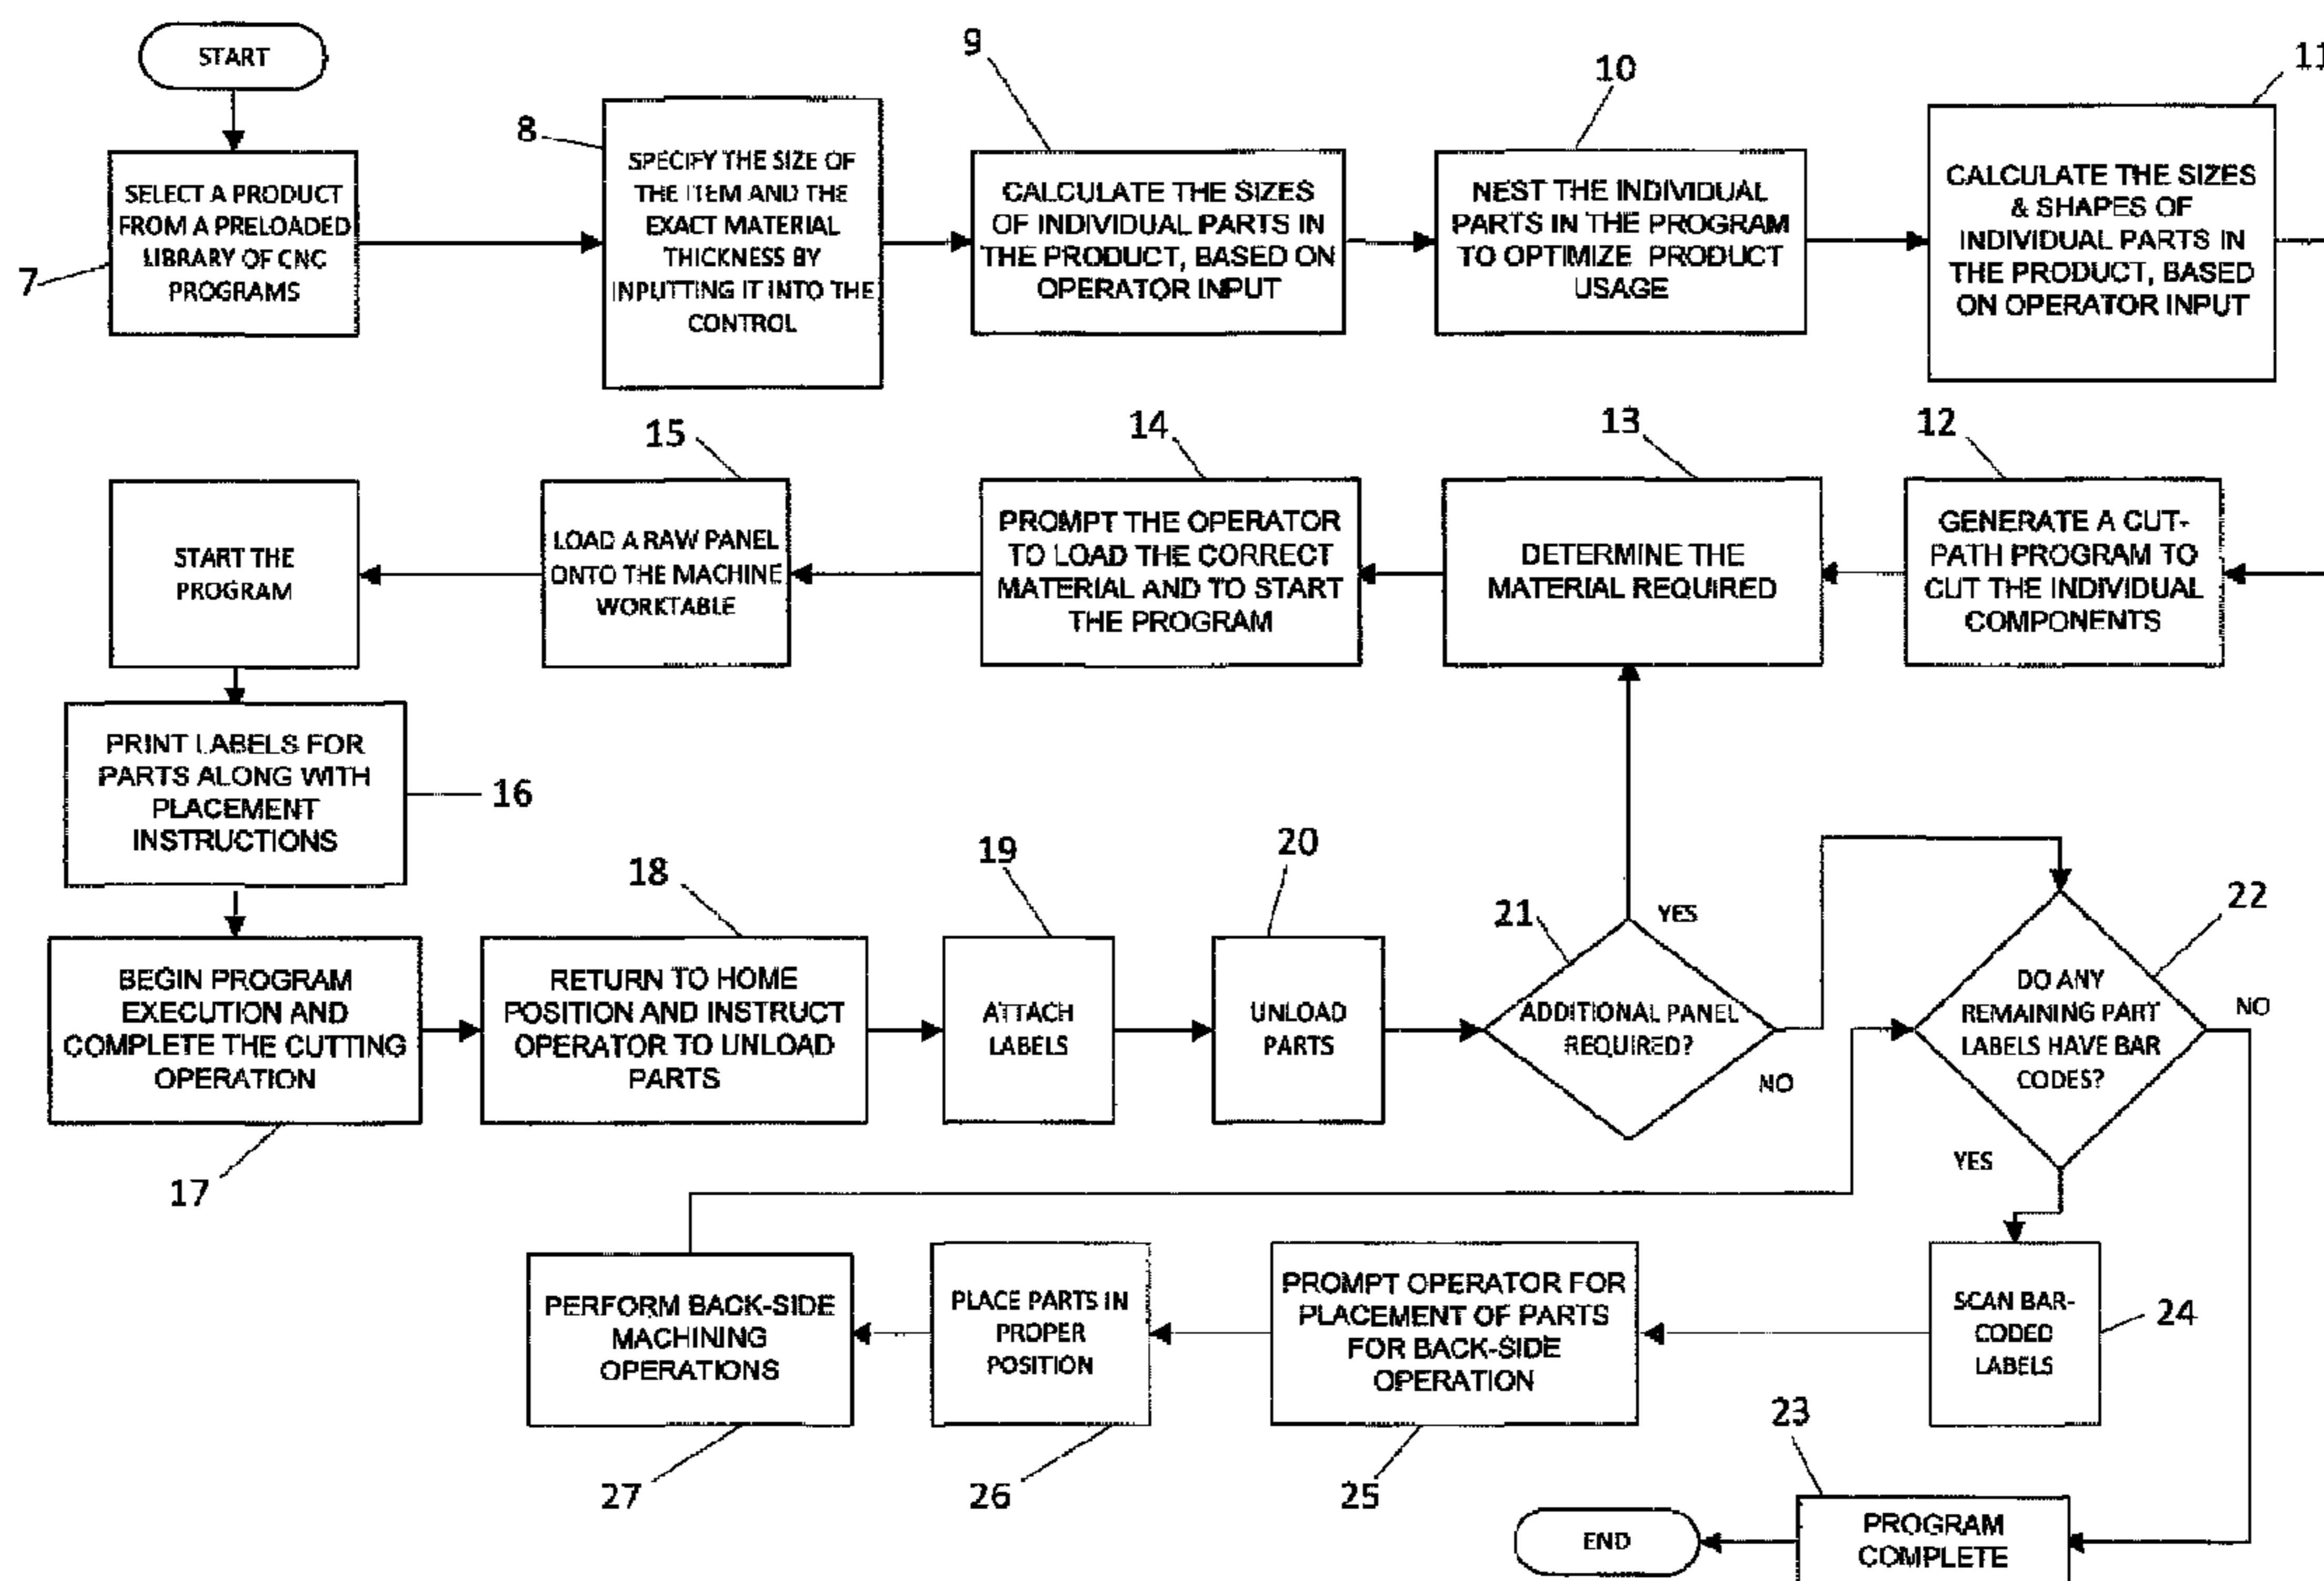 START
7
SELECT A PRODUCT
FROM A PRELOADED
LIBRARY OF CNC
PROGRAMS
8
SPECIFY THE SIZE OF
THE ITEM AND THE
EXACT MATERIAL
THICKNESS BY
INPUTTING IT INTO THE
CONTROL
9
CALCULATE THE SIZES
OF INDIVIDUAL PARTS IN
THE PRODUCT, BASED ON
OPERATOR INPUT
10
NEST THE INDIVIDUAL
PARTS IN THE PROGRAM
TO OPTIMIZE PRODUCT
USAGE
11
CALCULATE THE SIZES
& SHAPES OF
INDIVIDUAL PARTS IN
THE PRODUCT, BASED
ON OPERATOR INPUT
12
GENERATE A CUT-
PATH PROGRAM TO
CUT THE INDIVIDUAL
COMPONENTS
13
DETERMINE THE
MATERIAL REQUIRED
14
PROMPT THE OPERATOR
TO LOAD THE CORRECT
MATERIAL AND TO START
THE PROGRAM
15
LOAD A RAW PANEL
ONTO THE MACHINE
WORKTABLE
START THE
PROGRAM
PRINT LABELS FOR
PARTS ALONG WITH
PLACEMENT
INSTRUCTIONS
16
BEGIN PROGRAM
EXECUTION AND
COMPLETE THE CUTTING
OPERATION
17
18
RETURN TO HOME
POSITION AND INSTRUCT
OPERATOR TO UNLOAD
PARTS
19
ATTACH
LABELS
20
UNLOAD
PARTS
21
ADDITIONAL PANEL
REQUIRED?
YES
NO
22
DO ANY
REMAINING PART
LABELS HAVE BAR
CODES?
NO
YES
SCAN BAR-
CODED
LABELS
24
PROMPT OPERATOR FOR
PLACEMENT OF PARTS
FOR BACK-SIDE
OPERATION
25
PLACE PARTS IN
PROPER
POSITION
26
PERFORM BACK-SIDE
MACHINING
OPERATIONS
27
23
PROGRAM
COMPLETE
END